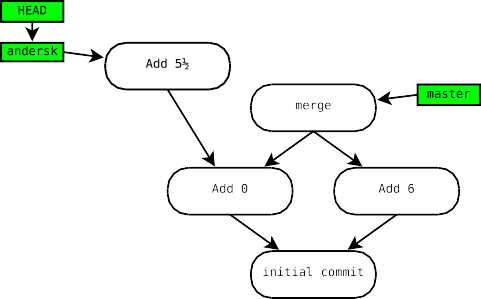 HEAD
andersk
Add 5½
merge
master
Add 0
Add 6
initial commit